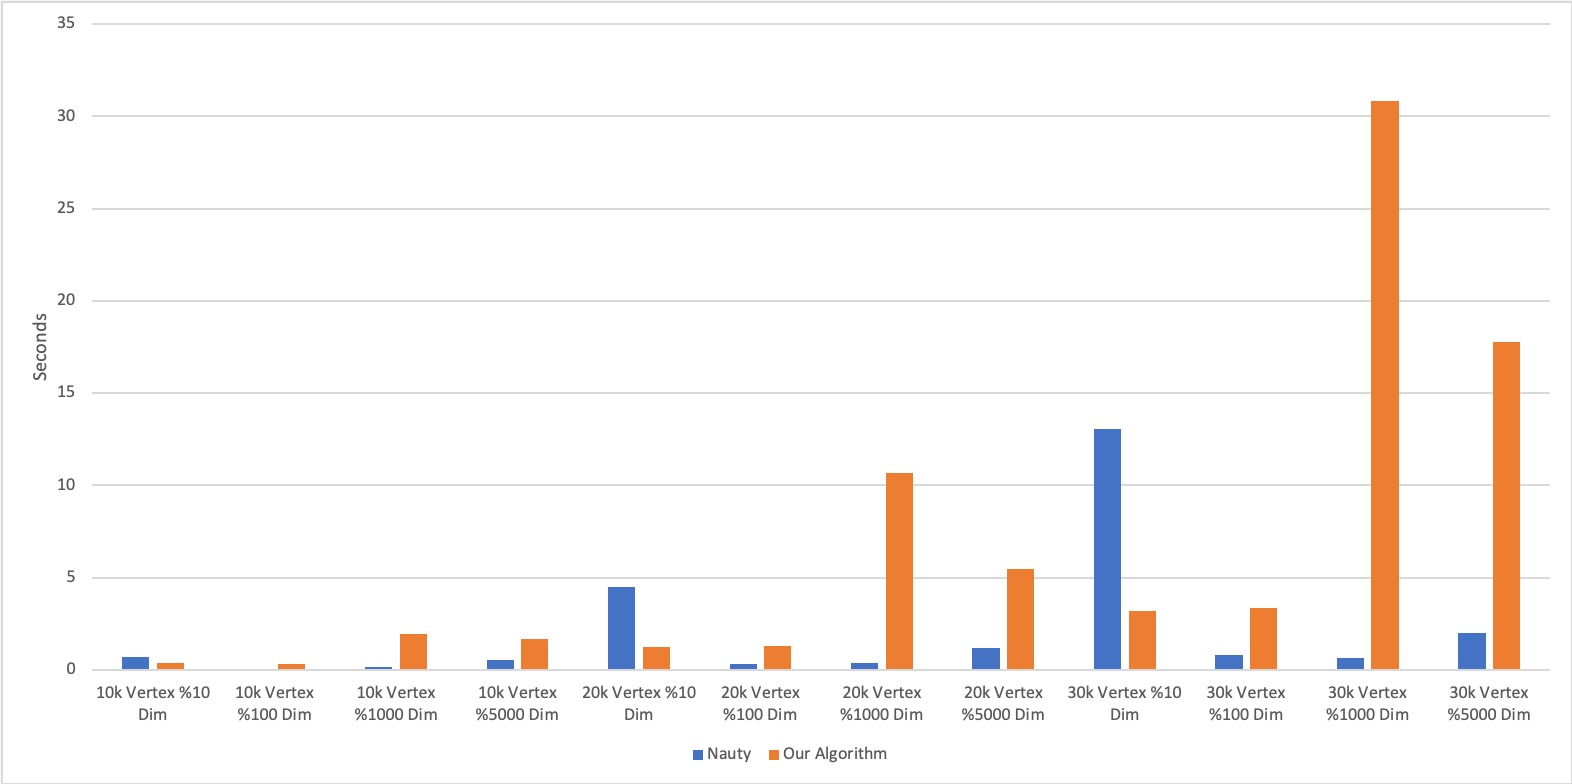 35
30
25
20
15
10
5
0
Seconds
10k Vertex %10
Dim
10k Vertex
%100 Dim
10k Vertex
%1000 Dim
10k Vertex
%5000 Dim
20k Vertex %10
Dim
20k Vertex
%100 Dim
20k Vertex
%1000 Dim
20k Vertex
%5000 Dim
30k Vertex %10
Dim
30k Vertex
%100 Dim
30k Vertex
%1000 Dim
30k Vertex
%5000 Dim
Nauty
Our Algorithm